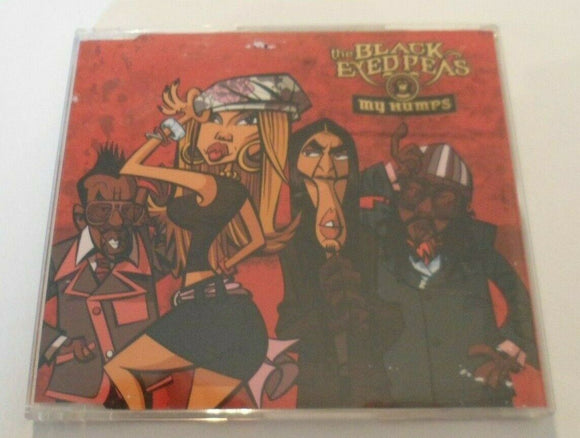 the BLACK
EYED PEAS
MY HUMPS